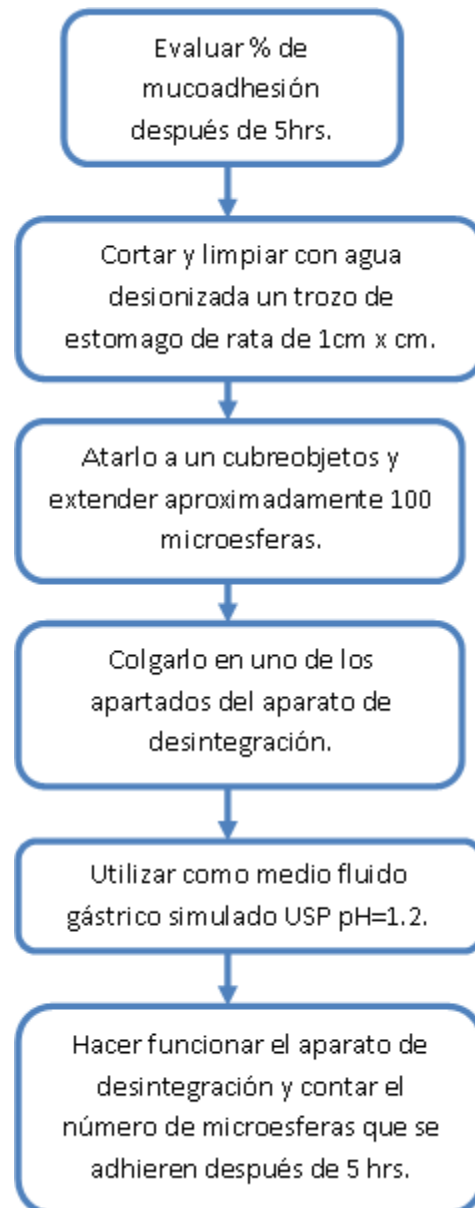 Evaluar % de
mucoadhesión
después de 5hrs.
Cortar y limpiar con agua
desionizada un trozo de
estomago de rata de 1cm x cm.
Atarlo a un cubreobjetos y
extender aproximadamente 100
microesferas.
Colgarlo en uno de los
apartados del aparato de
desintegración.
Utilizar como medio fluido
gástrico simulado USP pH=1.2.
Hacer funcionar el aparato de
desintegración y contar el
número de microesferas que se
adhieren después de 5 hrs.